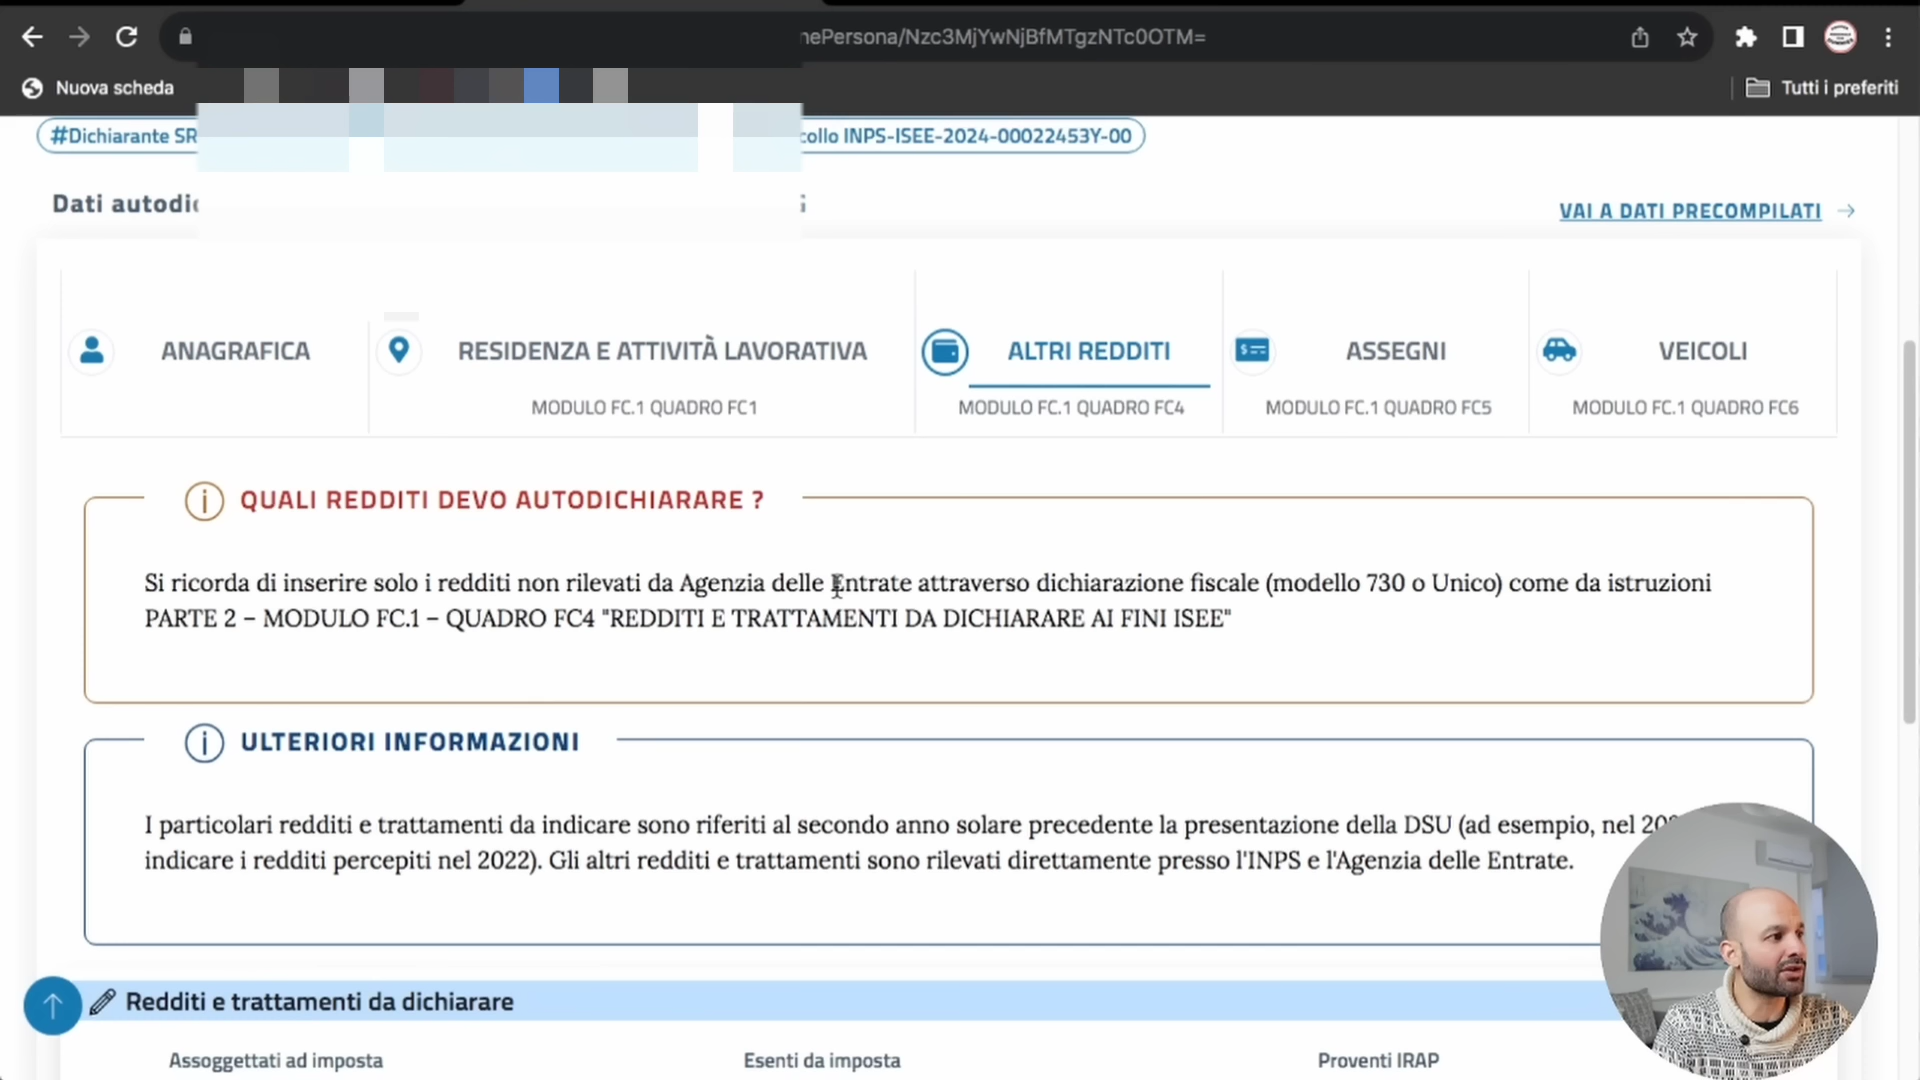 nePersona/Nzc3MjYwNjBfMTgzNTc0OTM=
Nuova scheda
Tutti i preferiti
#Dichiarante SR
collo INPS-ISEE-2024-00022453Y-00
Dati autodic
VAI A DATI PRECOMPILATI
ANAGRAFICA
RESIDENZA E ATTIVITÀ LAVORATIVA
MODULO FC.1 QUADRO FC1
ALTRI REDDITI
MODULO FC.1 QUADRO FC4
ASSEGNI
MODULO FC.1 QUADRO FC5
VEICOLI
MODULO FC.1 QUADRO FC6
QUALI REDDITI DEVO AUTODICHIARARE ?
Si ricorda di inserire solo i redditi non rilevati da Agenzia delle Entrate attraverso dichiarazione fiscale (modello 730 o Unico) come da istruzioni
PARTE 2 – MODULO FC.1 – QUADRO FC4 "REDDITI E TRATTAMENTI DA DICHIARARE AI FINI ISEE"
ULTERIORI INFORMAZIONI
I particolari redditi e trattamenti da indicare sono riferiti al secondo anno solare precedente la presentazione della DSU (ad esempio, nel 20
indicare i redditi percepiti nel 2022). Gli altri redditi e trattamenti sono rilevati direttamente presso l'INPS e l'Agenzia delle Entrate.
Redditi e trattamenti da dichiarare
Assoggettati ad imposta
Esenti da imposta
Proventi IRAP